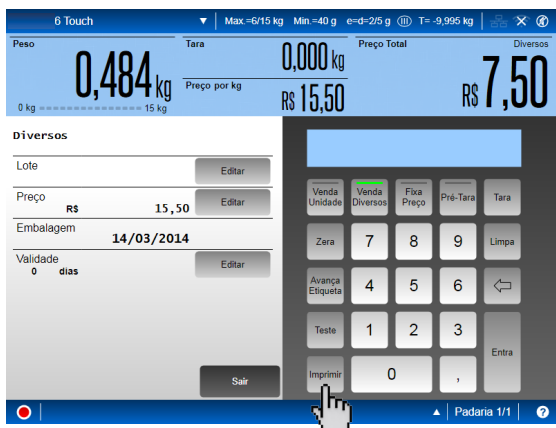 6 Touch ▼ Max.=6/15 kg Min.=40 g e=d=2/5 g III T= -9,995 kg
Peso Tara Preço Total Diversos
0,484 kg 0,000 kg
Preço por kg
0 kg 15 kg R$ 15,50 R$ 7,50
Diversos
Lote Editar
Preço Editar
R$ 15,50
Embalagem
14/03/2014
Validade Editar
0 dias
Sair
Venda Unidade Venda Diversos Fixa Preço Pré-Tara Tara
Zera 7 8 9 Limpa
Avança Etiqueta 4 5 6
Teste 1 2 3
Entra
Imprimir 0 ,
▲ Padaria 1/1 ?